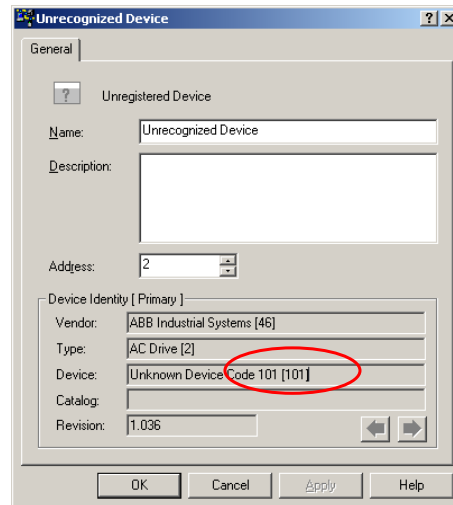 Unrecognized Device
General
? Unregistered Device
Name: Unrecognized Device
Description:
Address: 2
Device Identity [ Primary ]
Vendor: ABB Industrial Systems [46]
Type: AC Drive [2]
Device: Unknown Device Code 101 [101]
Catalog:
Revision: 1.036
OK Cancel Apply Help